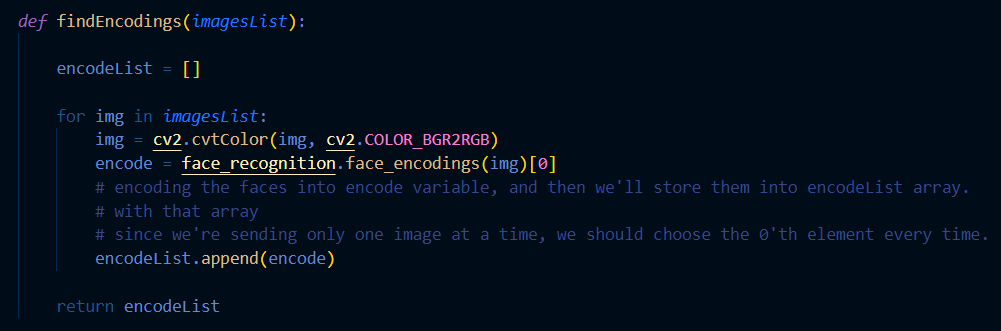 def findEncodings(imagesList):
encodeList = []
for img in imagesList:
img = cv2.cvtColor(img, cv2.COLOR_BGR2RGB)
encode = face_recognition.face_encodings(img)[0]
# encoding the faces into encode variable, and then we'll store them into encodeList array.
# with that array
# since we're sending only one image at a time, we should choose the 0'th element every time.
encodeList.append(encode)
return encodeList